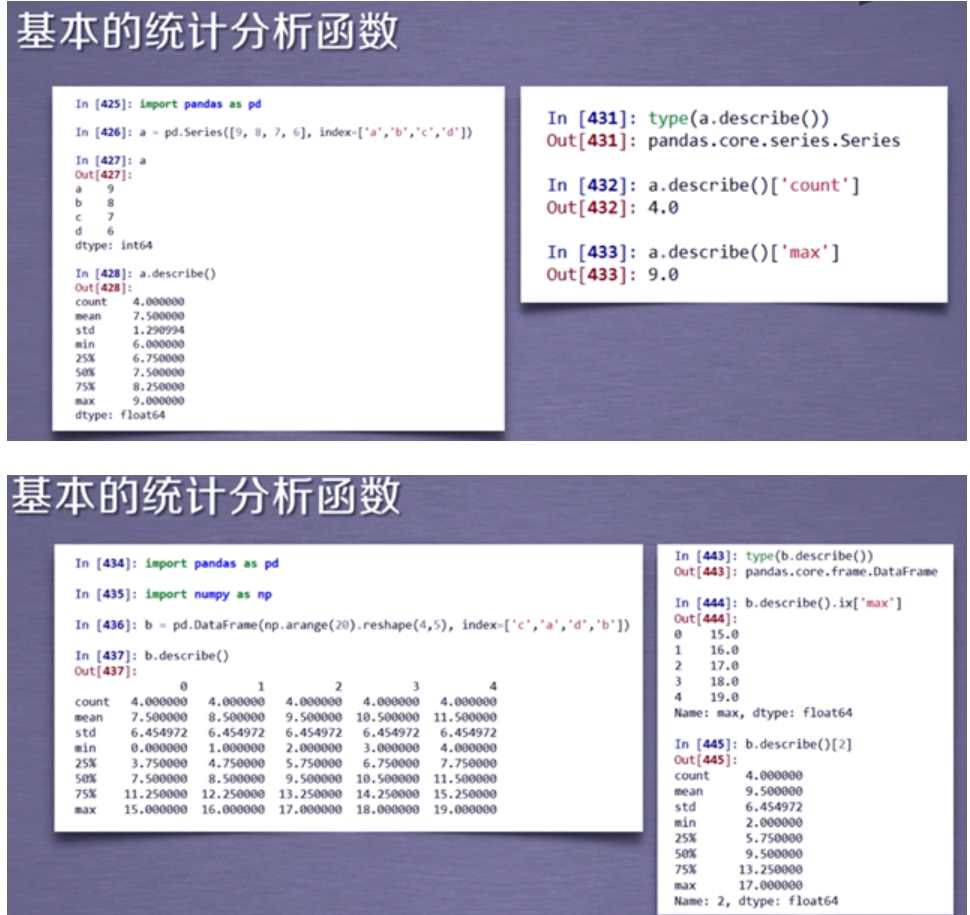 基本的统计分析函数
In [425]: import pandas as pd
In [426]: a = pd.Series([9, 8, 7, 6], index=['a','b','c','d'])
In [427]: a
Out[427]:
a    9
b    8
c    7
d    6
dtype: int64
In [428]: a.describe()
Out[428]:
count    4.000000
mean     7.500000
std      1.290994
min      6.000000
25%      6.750000
50%      7.500000
75%      8.250000
max      9.000000
dtype: float64
In [431]: type(a.describe())
Out[431]: pandas.core.series.Series
In [432]: a.describe()['count']
Out[432]: 4.0
In [433]: a.describe()['max']
Out[433]: 9.0
基本的统计分析函数
In [434]: import pandas as pd
In [435]: import numpy as np
In [436]: b = pd.DataFrame(np.arange(20).reshape(4,5), index=['c','a','d','b'])
In [437]: b.describe()
Out[437]:
               0          1          2          3          4
count   4.000000   4.000000   4.000000   4.000000   4.000000
mean    7.500000   8.500000   9.500000  10.500000  11.500000
std     6.454972   6.454972   6.454972   6.454972   6.454972
min     0.000000   1.000000   2.000000   3.000000   4.000000
25%     3.750000   4.750000   5.750000   6.750000   7.750000
50%     7.500000   8.500000   9.500000  10.500000  11.500000
75%    11.250000  12.250000  13.250000  14.250000  15.250000
max    15.000000  16.000000  17.000000  18.000000  19.000000
In [443]: type(b.describe())
Out[443]: pandas.core.frame.DataFrame
In [444]: b.describe().ix['max']
Out[444]:
0    15.0
1    16.0
2    17.0
3    18.0
4    19.0
Name: max, dtype: float64
In [445]: b.describe()[2]
Out[445]:
count     4.000000
mean      9.500000
std       6.454972
min       2.000000
25%       5.750000
50%       9.500000
75%      13.250000
max      17.000000
Name: 2, dtype: float64